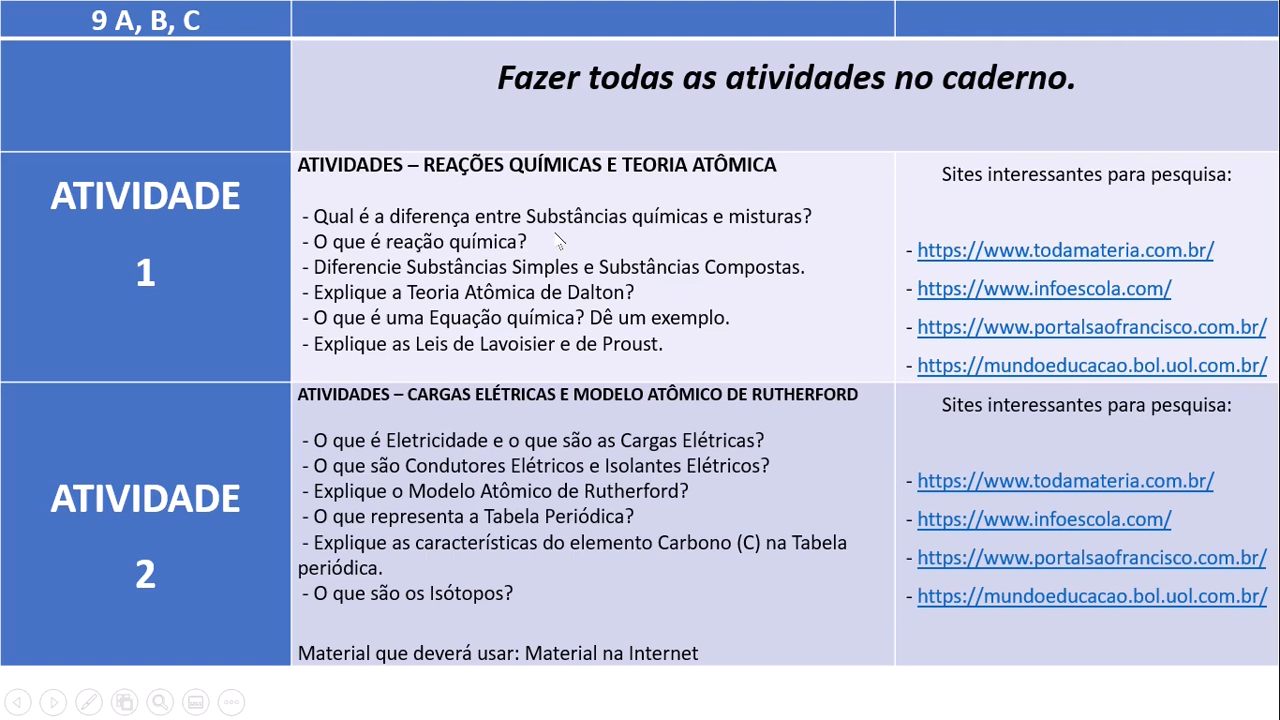 9 A, B, C
Fazer todas as atividades no caderno.
ATIVIDADE
1
ATIVIDADES – REAÇÕES QUÍMICAS E TEORIA ATÔMICA
- Qual é a diferença entre Substâncias químicas e misturas?
- O que é reação química?
- Diferencie Substâncias Simples e Substâncias Compostas.
- Explique a Teoria Atômica de Dalton?
- O que é uma Equação química? Dê um exemplo.
- Explique as Leis de Lavoisier e de Proust.
Sites interessantes para pesquisa:
- https://www.todamateria.com.br/
- https://www.infoescola.com/
- https://www.portalsaofrancisco.com.br/
- https://mundoeducacao.bol.uol.com.br/
ATIVIDADE
2
ATIVIDADES – CARGAS ELÉTRICAS E MODELO ATÔMICO DE RUTHERFORD
- O que é Eletricidade e o que são as Cargas Elétricas?
- O que são Condutores Elétricos e Isolantes Elétricos?
- Explique o Modelo Atômico de Rutherford?
- O que representa a Tabela Periódica?
- Explique as características do elemento Carbono (C) na Tabela
periódica.
- O que são os Isótopos?
Material que deverá usar: Material na Internet
Sites interessantes para pesquisa:
- https://www.todamateria.com.br/
- https://www.infoescola.com/
- https://www.portalsaofrancisco.com.br/
- https://mundoeducacao.bol.uol.com.br/